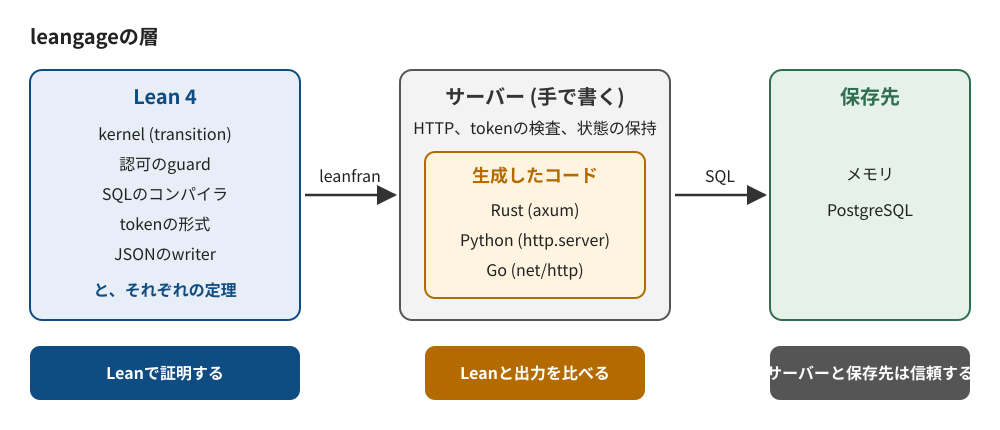 leangageの層
Lean 4
kernel (transition)
認可のguard
SQLのコンパイラ
tokenの形式
JSONのwriter
と、それぞれの定理
leanfran
サーバー (手で書く)
HTTP、tokenの検査、状態の保持
生成したコード
Rust (axum)
Python (http.server)
Go (net/http)
SQL
保存先
メモリ
PostgreSQL
Leanで証明する
Leanと出力を比べる
サーバーと保存先は信頼する